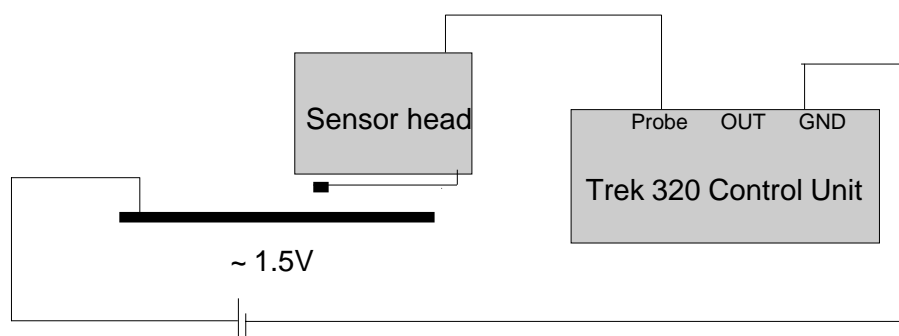 Sensor head
Probe OUT GND
Trek 320 Control Unit
~ 1.5V